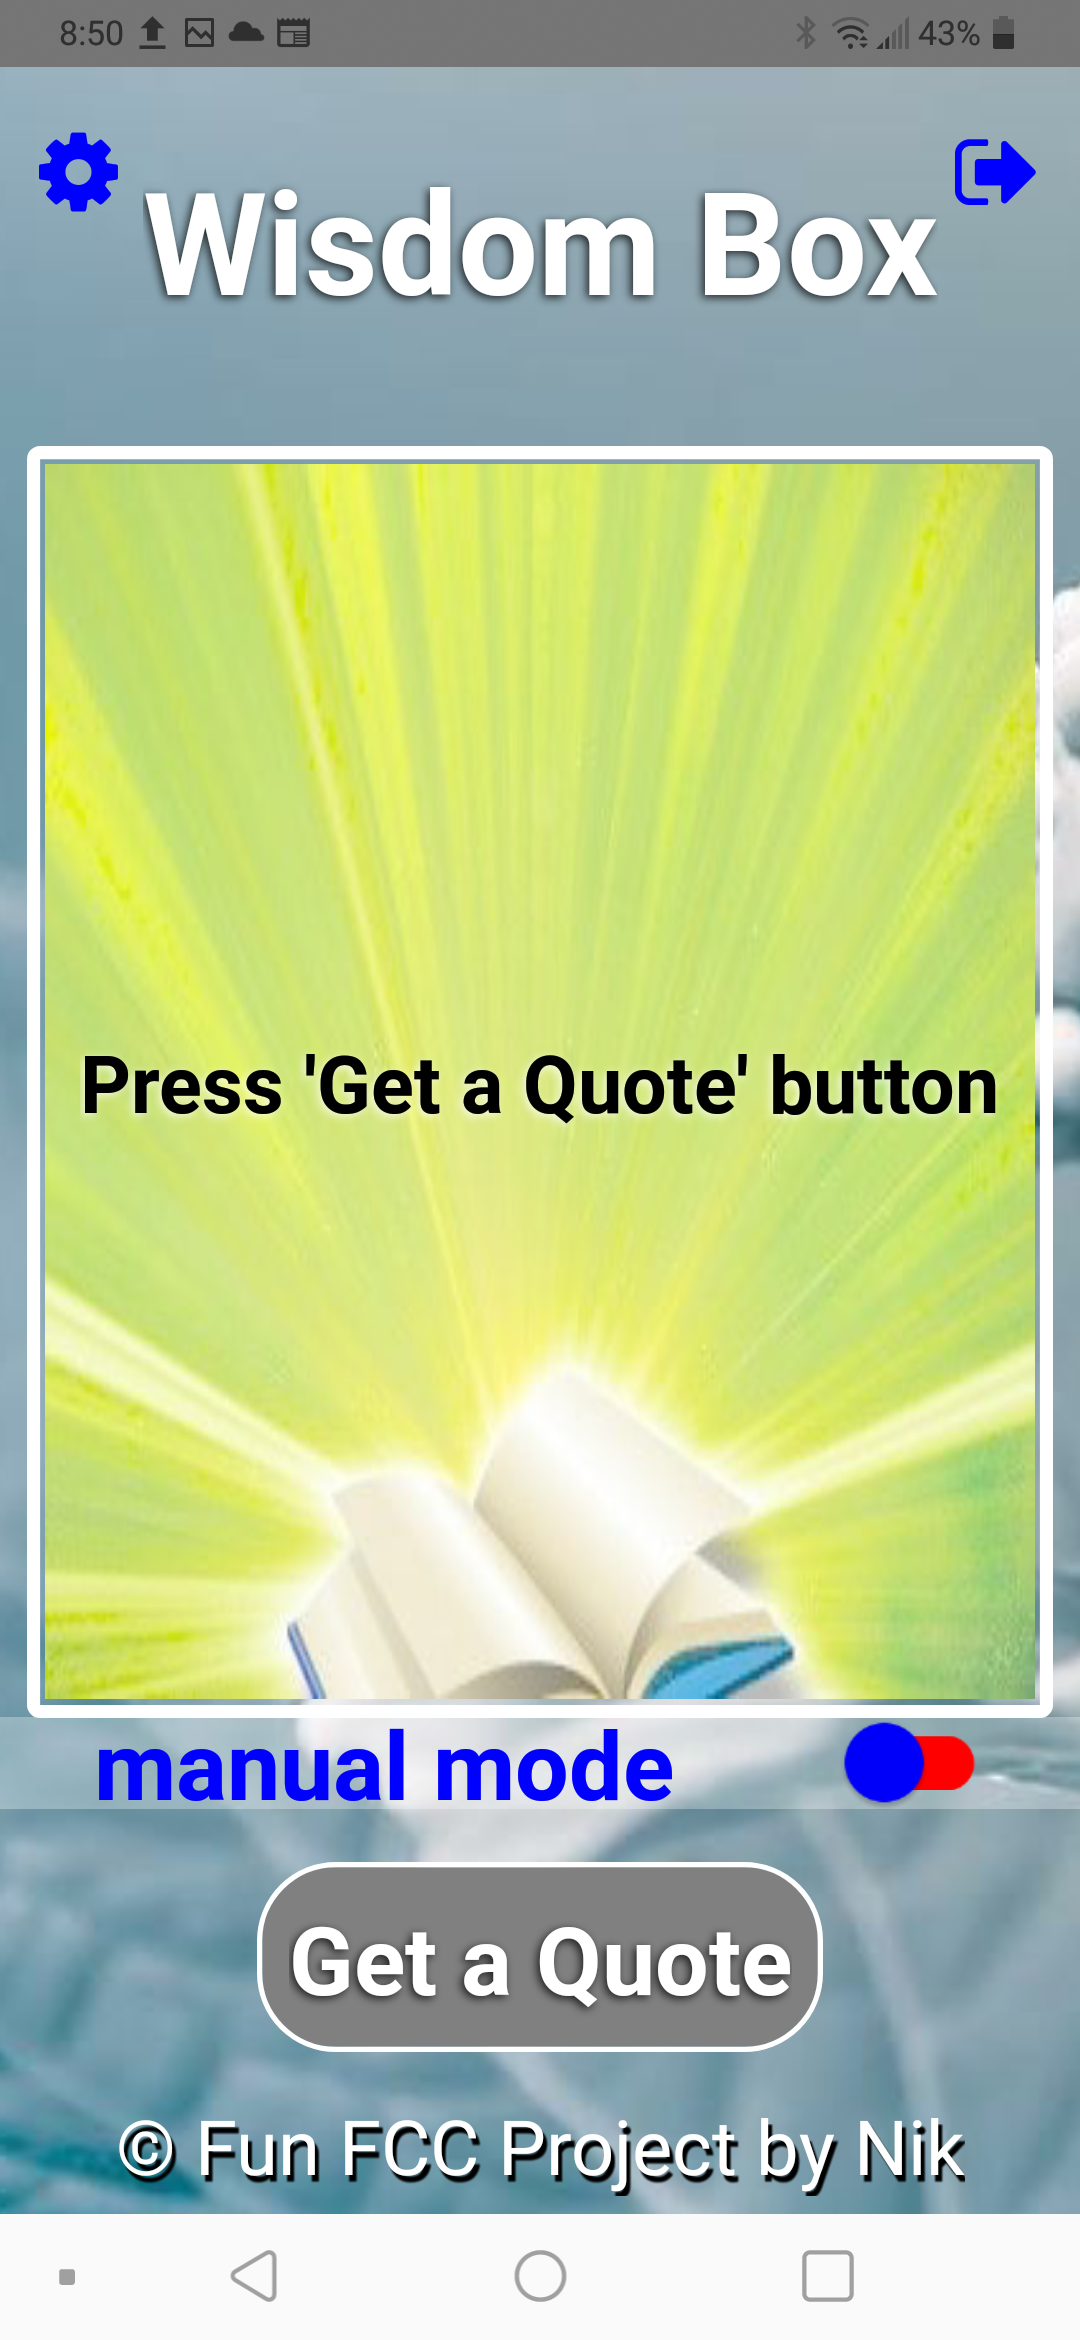 8:50
43%
Wisdom Box
Press 'Get a Quote' button
manual mode
Get a Quote
© Fun FCC Project by Nik